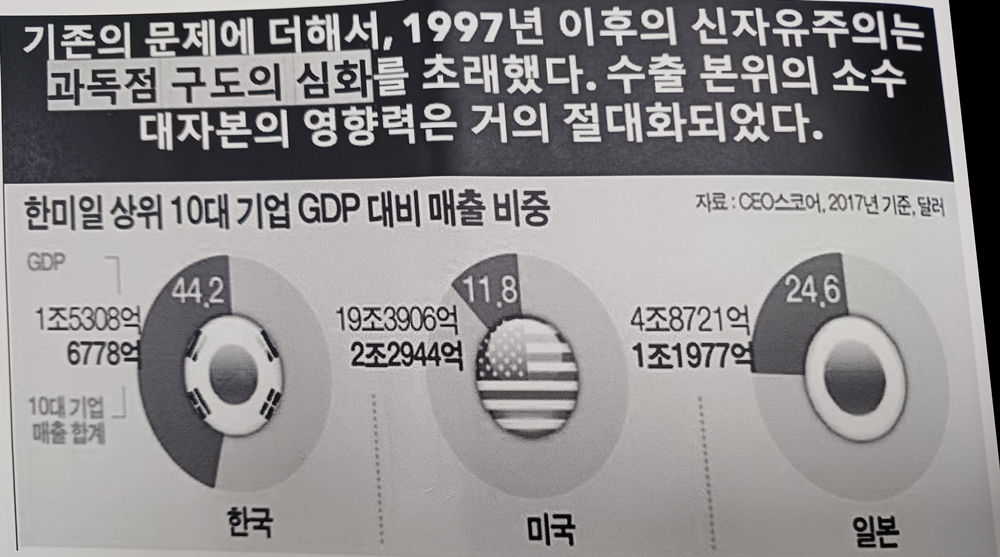 기존의 문제에 더해서, 1997년 이후의 신자유주의는
과독점 구도의 심화를 초래했다. 수출 본위의 소수
대자본의 영향력은 거의 절대화되었다.
한미일 상위 10대 기업 GDP 대비 매출 비중
자료 : CEO스코어, 2017년 기준, 달러
GDP
44.2
1조5308억
6778억
10대 기업
매출 합계
한국
11.8
19조3906억
2조2944억
미국
24.6
4조8721억
1조1977억
일본